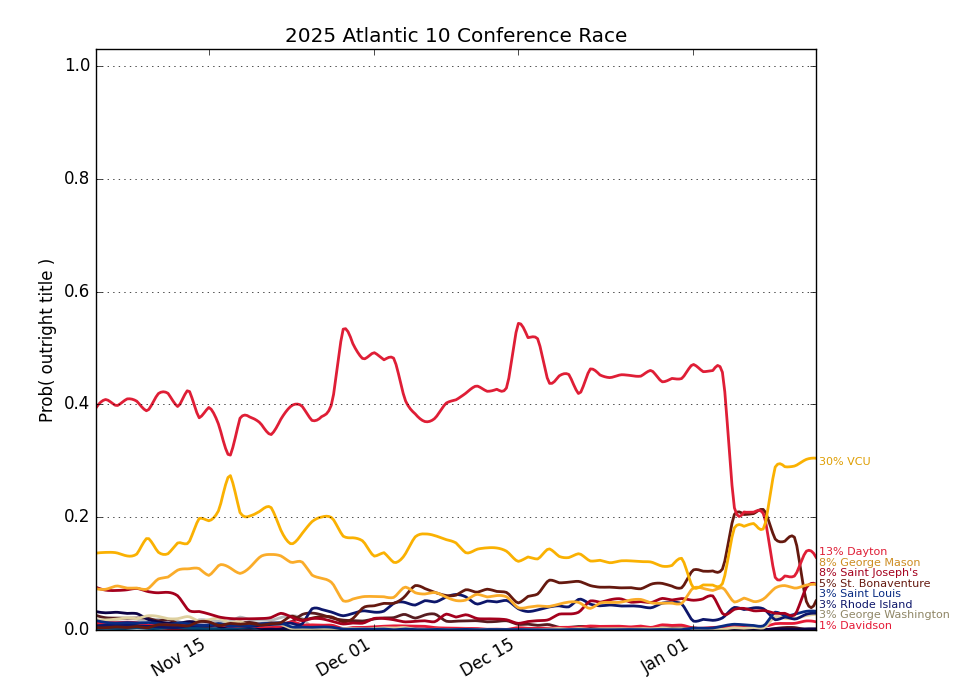 2025 Atlantic 10 Conference Race
Prob( outright title )
1.0
0.8
0.6
0.4
0.2
0.0
Nov 15
Dec 01
Dec 15
Jan 01
30% VCU
13% Dayton
8% George Mason
8% Saint Joseph's
5% St. Bonaventure
3% Saint Louis
3% Rhode Island
3% George Washington
1% Davidson